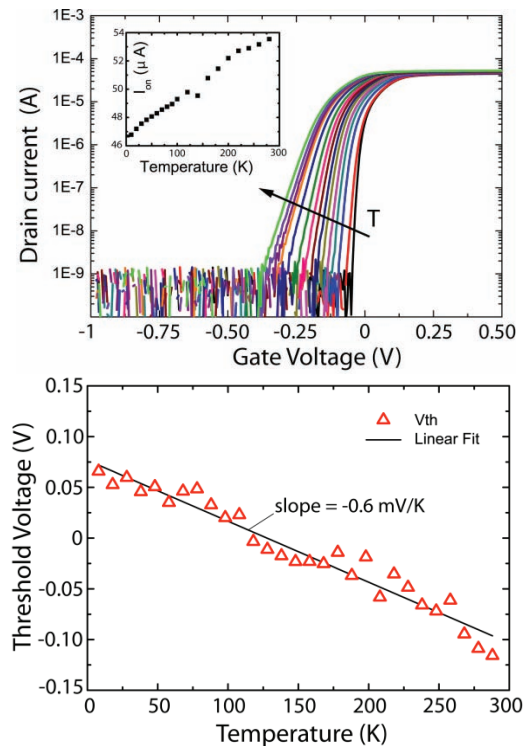 1E-3
1E-4
1E-5
1E-6
1E-7
1E-8
1E-9
Drain current (A)
54
52
50
48
46
I_on (μ A)
0 100 200 300
Temperature (K)
T
-1 -0.75 -0.50 -0.25 0 0.25 0.50
Gate Voltage (V)
0.15
0.10
0.05
0
-0.05
-0.10
-0.15
Threshold Voltage (V)
Vth
Linear Fit
slope = -0.6 mV/K
0 50 100 150 200 250 300
Temperature (K)